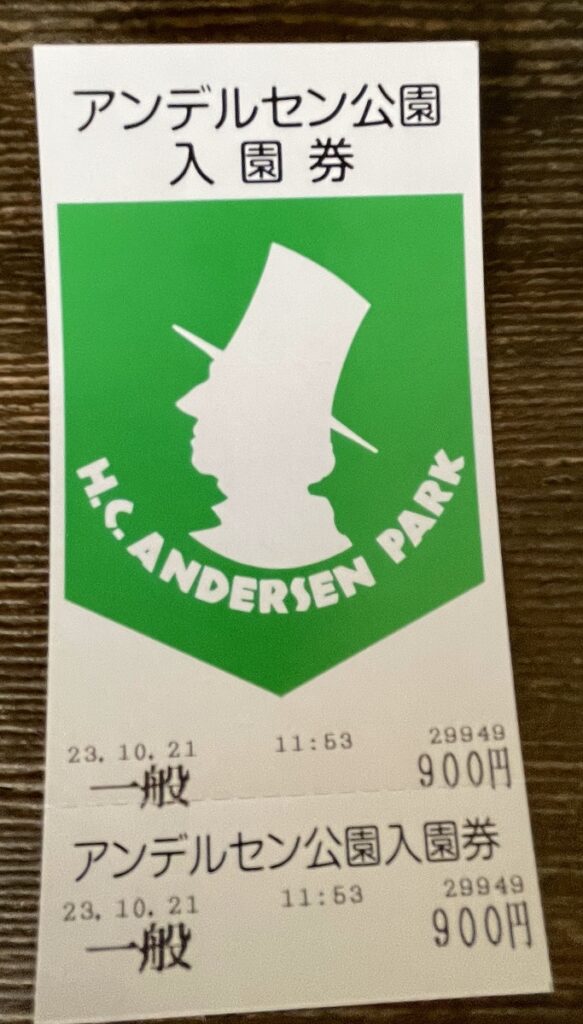 アンデルセン公園
入園券
H.C. ANDERSEN PARK
23.10.21 11:53 29949
一般 900円
アンデルセン公園入園券
23.10.21 11:53 29949
一般 900円